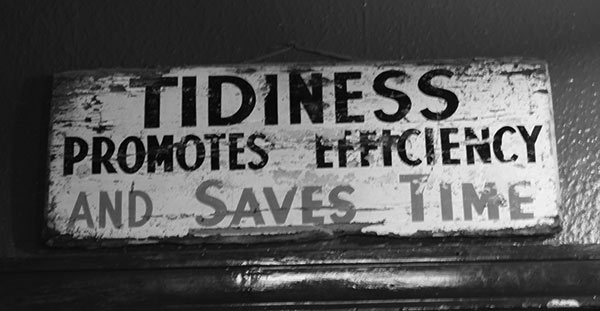 TIDINESS
PROMOTES EFFICIENCY
AND SAVES TIME